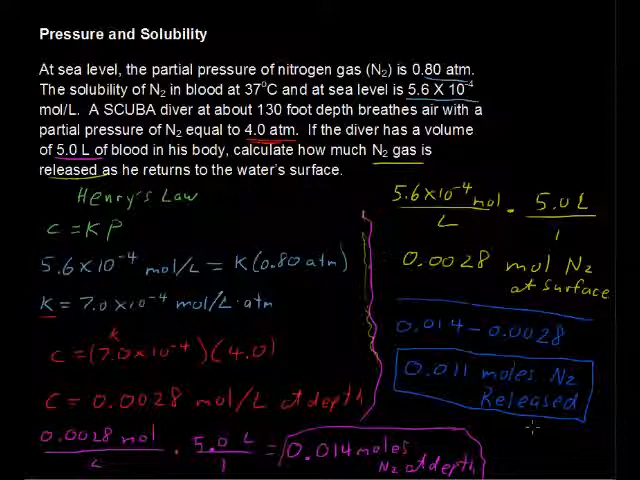 Pressure and Solubility
At sea level, the partial pressure of nitrogen gas (N₂) is 0.80 atm.
The solubility of N₂ in blood at 37⁰C and at sea level is 5.6 X 10⁻⁴
mol/L. A SCUBA diver at about 130 foot depth breathes air with a
partial pressure of N₂ equal to 4.0 atm. If the diver has a volume
of 5.0 L of blood in his body, calculate how much N₂ gas is
released as he returns to the water's surface.
Henry's Law
C = K P
5.6 x 10⁻⁴ mol/L = K (0.80 atm)
K = 7.0 x 10⁻⁴ mol/L · atm
K
C = (7.0 x 10⁻⁴) (4.0)
C = 0.0028 mol/L at depth
0.0028 mol / L · 5.0 L / 1 = 0.014 moles
N₂ at depth
5.6 x 10⁻⁴ mol / L · 5.0 L / 1
0.0028 mol N₂
at surface
0.014 – 0.0028
0.011 moles N₂
Released